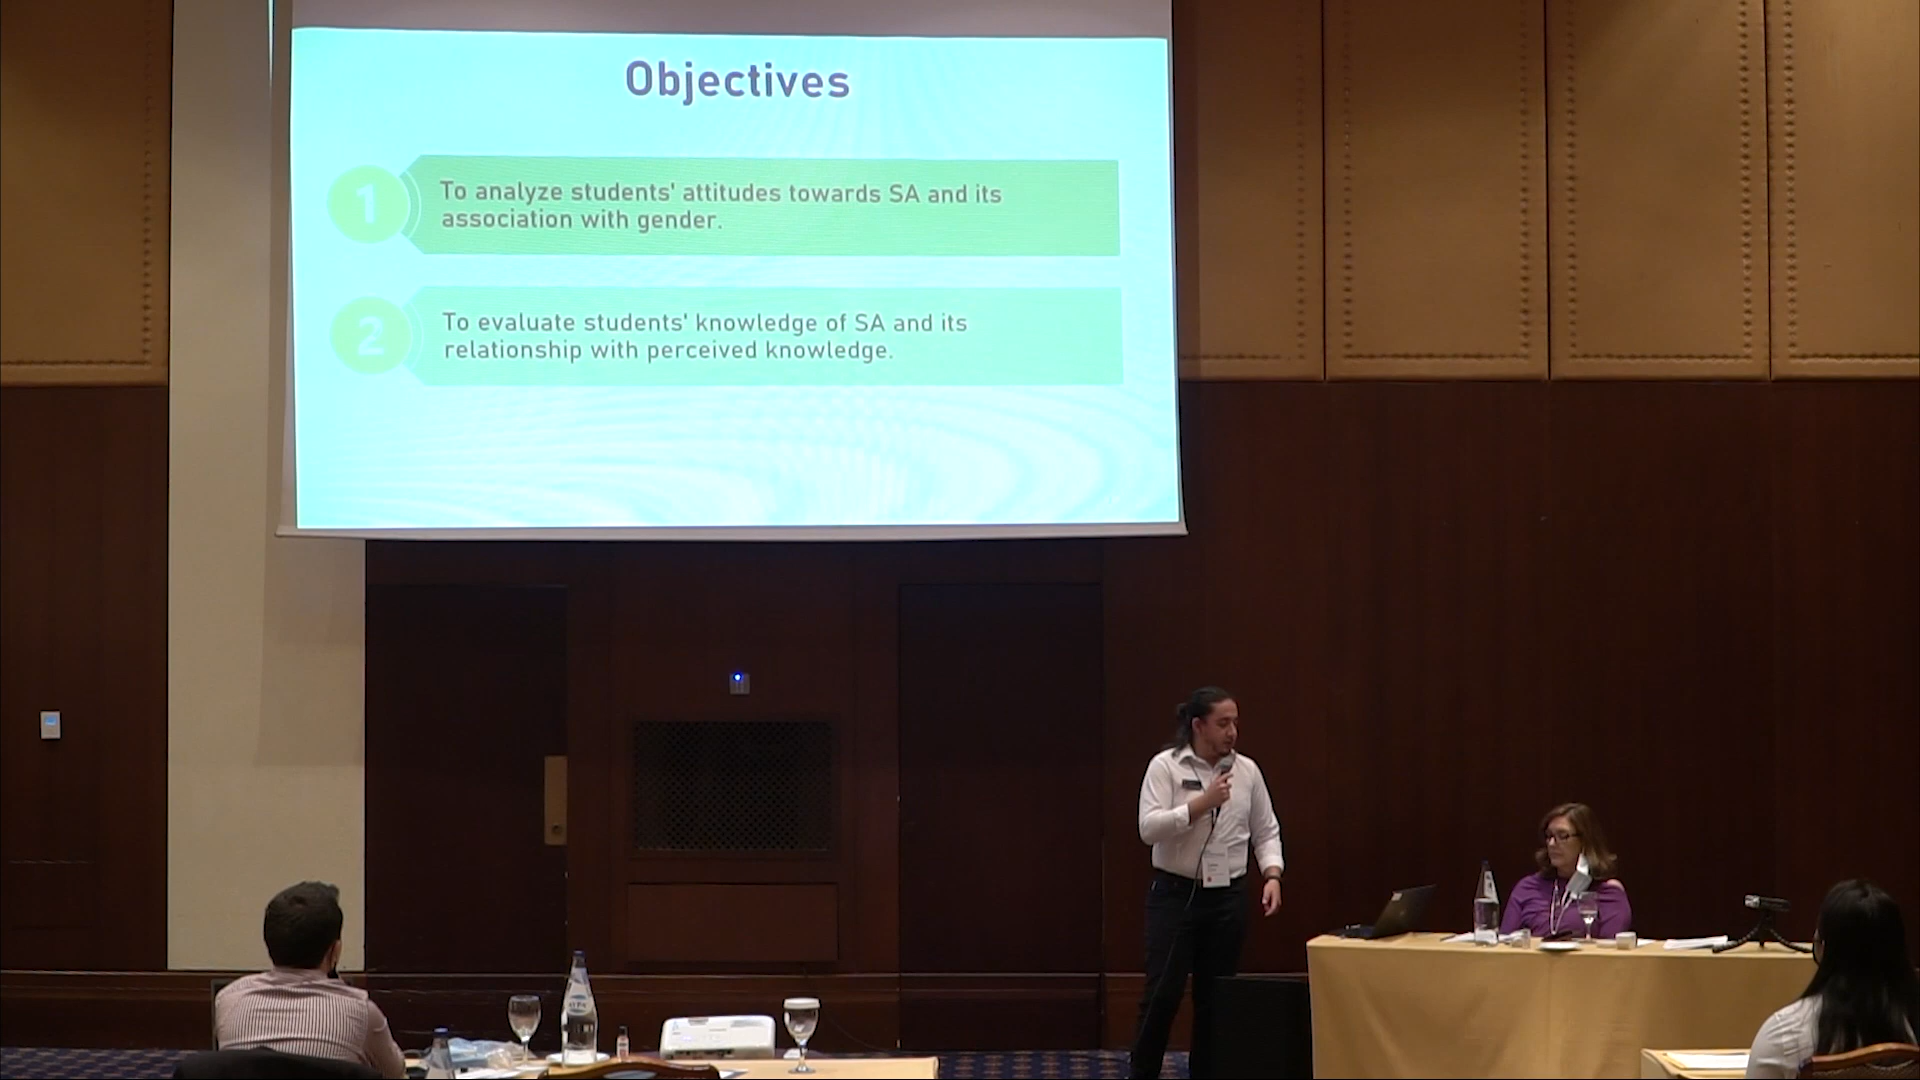 Objectives
1
To analyze students' attitudes towards SA and its
association with gender.
2
To evaluate students' knowledge of SA and its
relationship with perceived knowledge.